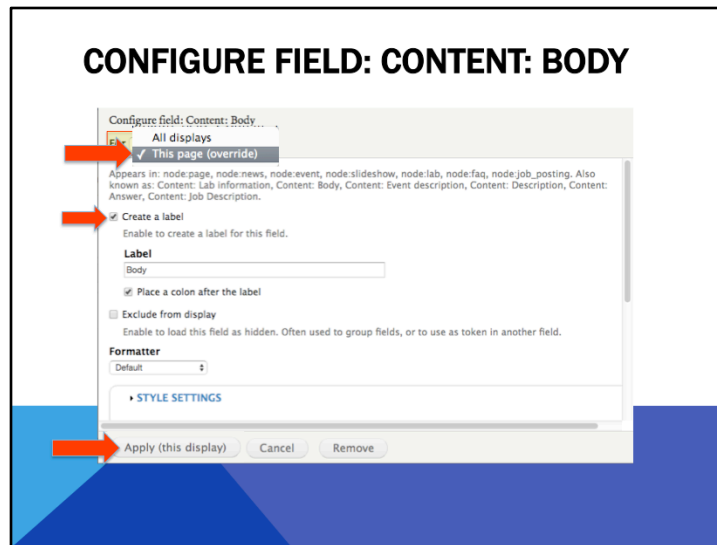 CONFIGURE FIELD: CONTENT: BODY
Configure field: Content: Body
All displays
✓ This page (override)
Appears in: node:page, node:news, node:event, node:slideshow, node:lab, node:faq, node:job_posting. Also
known as: Content: Lab information, Content: Body, Content: Event description, Content: Description, Content:
Answer, Content: Job Description.
Create a label
Enable to create a label for this field.
Label
Body
Place a colon after the label
Exclude from display
Enable to load this field as hidden. Often used to group fields, or to use as token in another field.
Formatter
Default
STYLE SETTINGS
Apply (this display) Cancel Remove